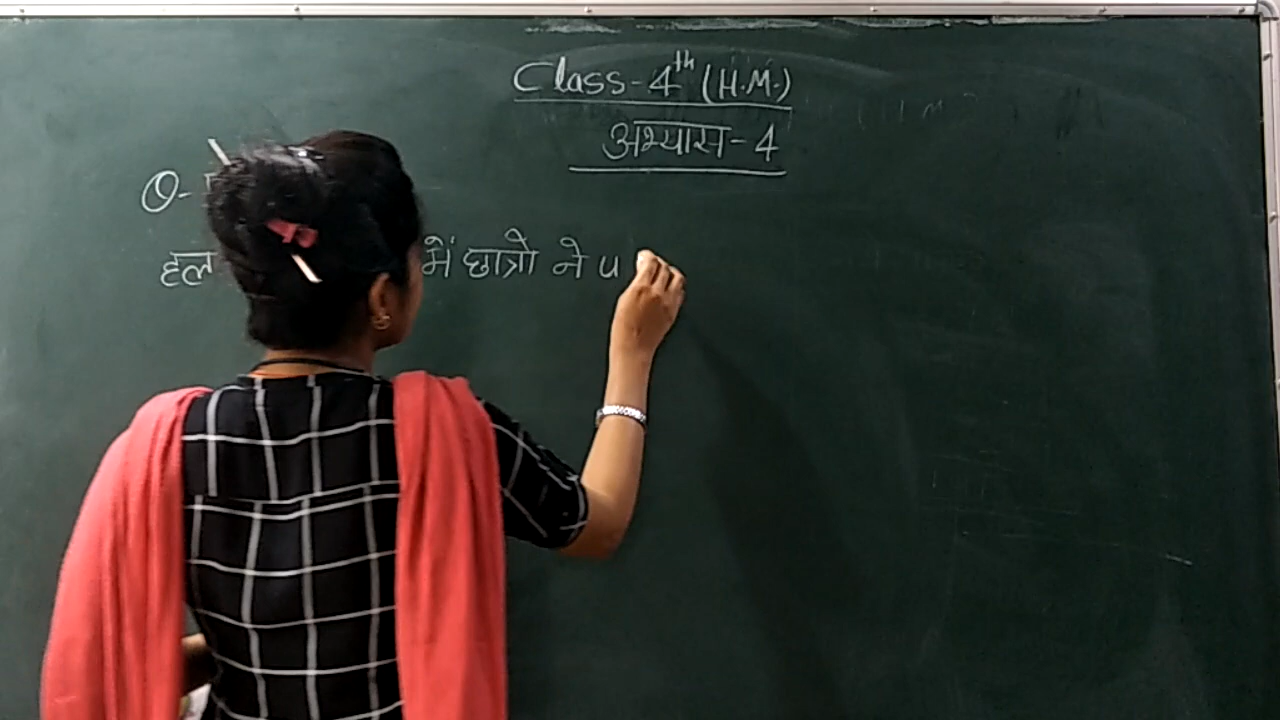 Class-4th (H.M.)
अभ्यास-4
Q-
हल में छात्रो ने प